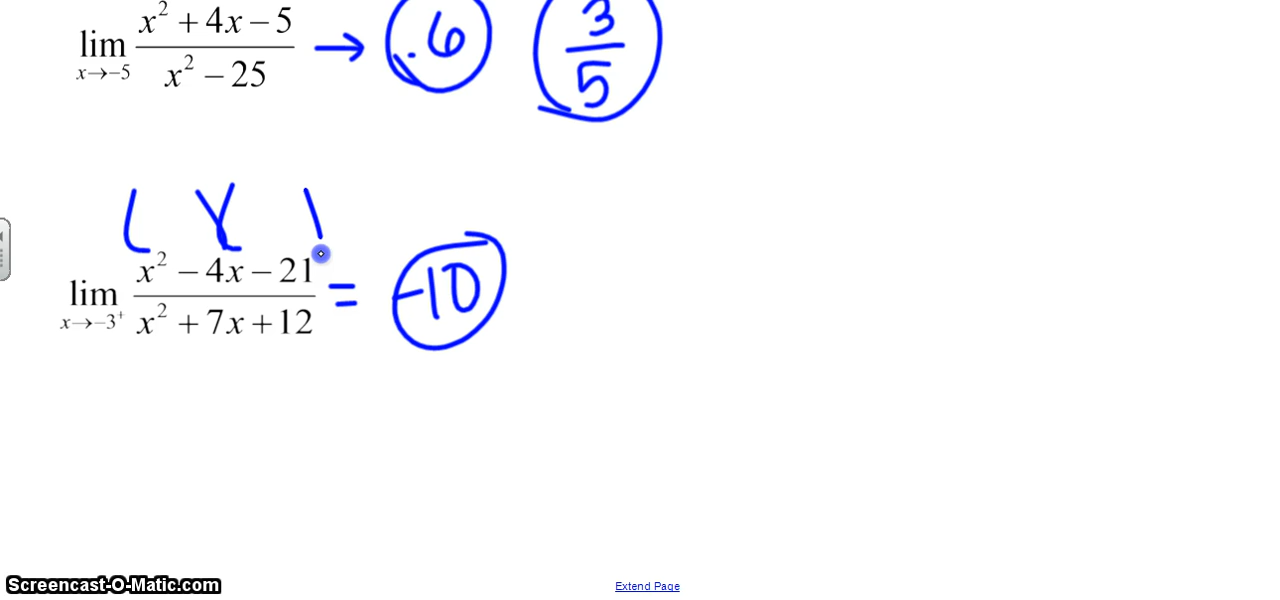 lim x→-5 (x² + 4x − 5)/(x² − 25) → .6 3/5
( )( )
lim x→-3⁺ (x² − 4x − 21)/(x² + 7x + 12) = -10
Screencast-O-Matic.com
Extend Page